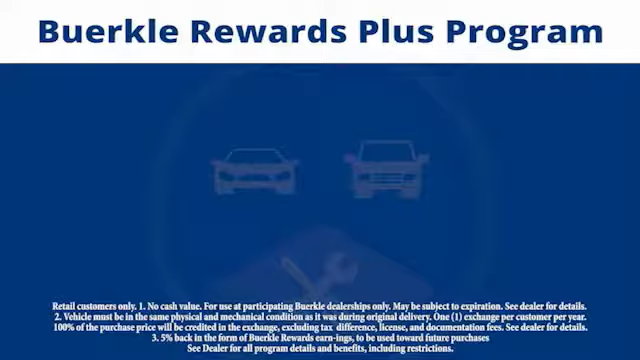 Buerkle Rewards Plus Program
Retail customers only. 1. No cash value. For use at participating Buerkle dealerships only. May be subject to expiration. See dealer for details.
2. Vehicle must be in the same physical and mechanical condition as it was during original delivery. One (1) exchange per customer per year.
100% of the purchase price will be credited in the exchange, excluding tax difference, license, and documentation fees. See dealer for details.
3. 5% back in the form of Buerkle Rewards earn-ings, to be used toward future purchases
See Dealer for all program details and benefits, including restrictions.